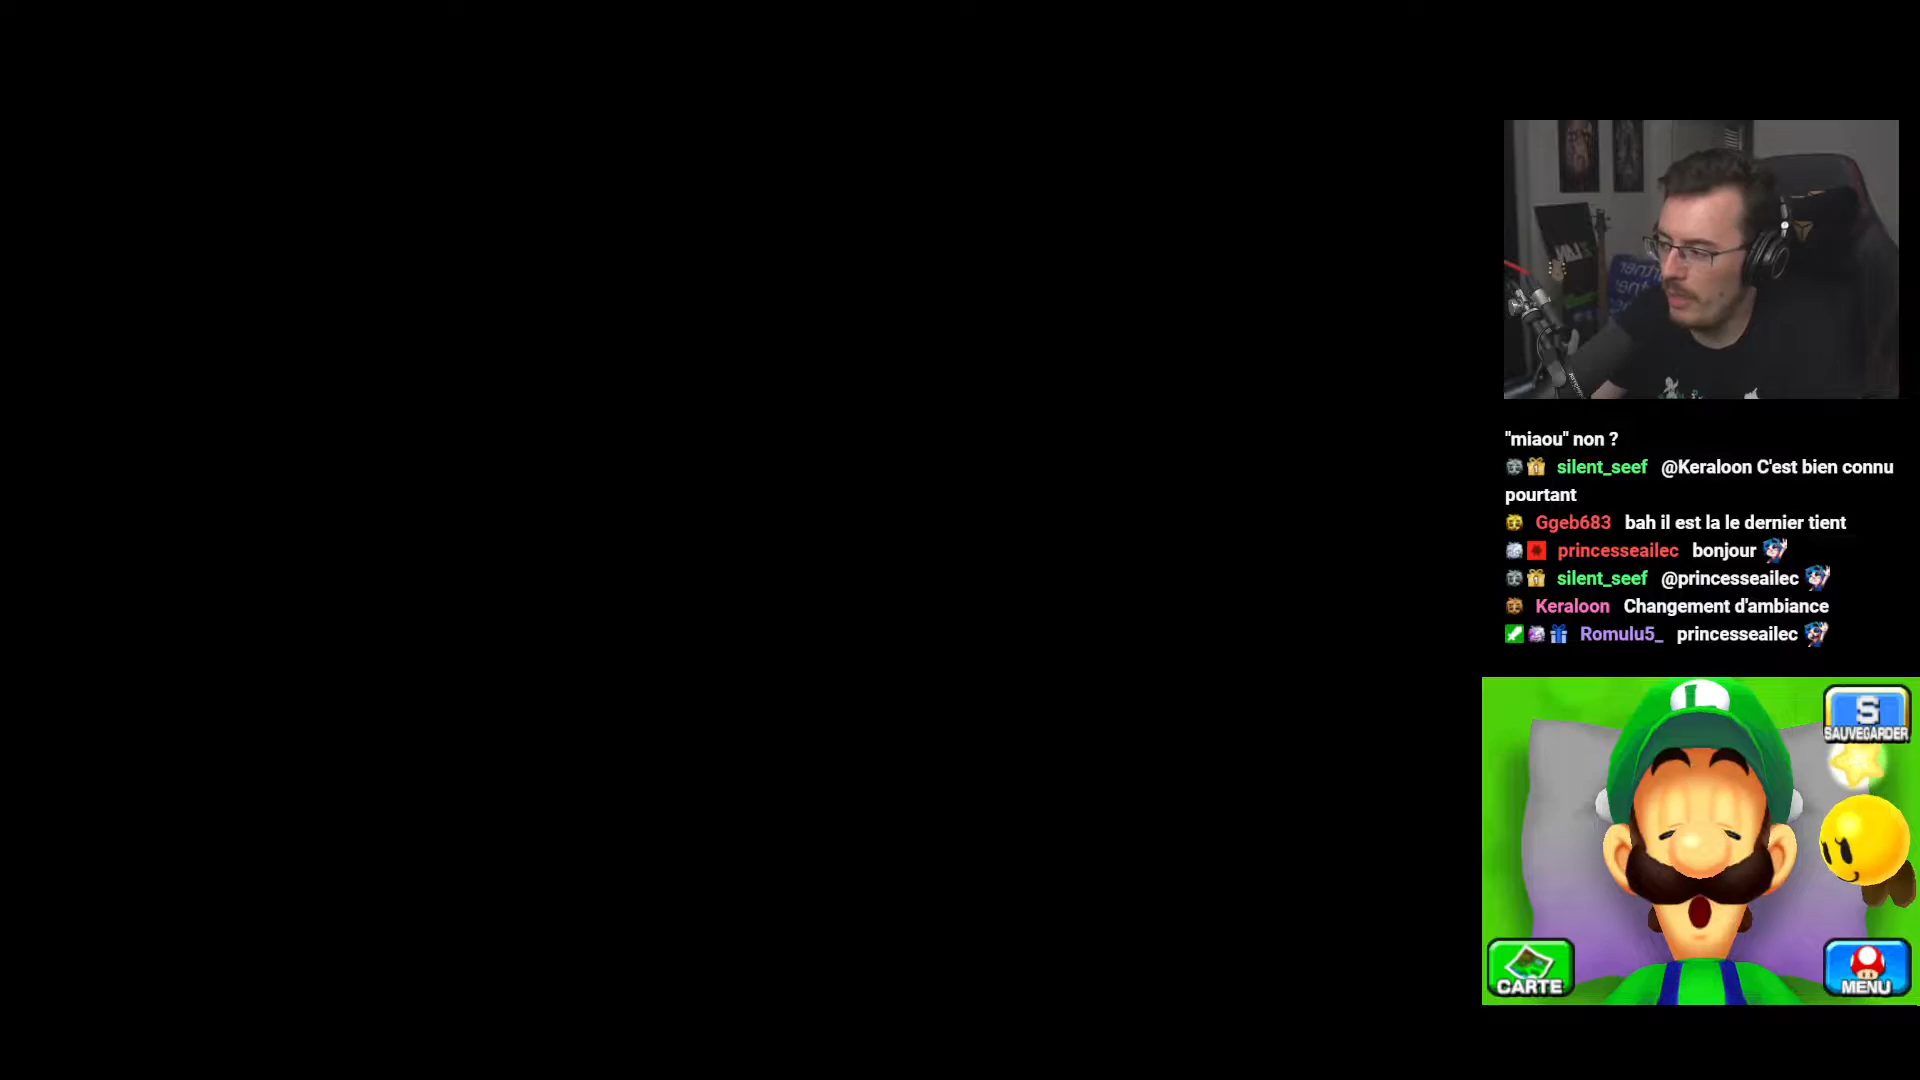 "miaou" non ?
silent_seef @Keraloon C'est bien connu
pourtant
Ggeb683 bah il est la le dernier tient
princesseailec bonjour
silent_seef @princesseailec
Keraloon Changement d'ambiance
Romulu5_ princesseailec
L
S
SAUVEGARDER
CARTE
MENU